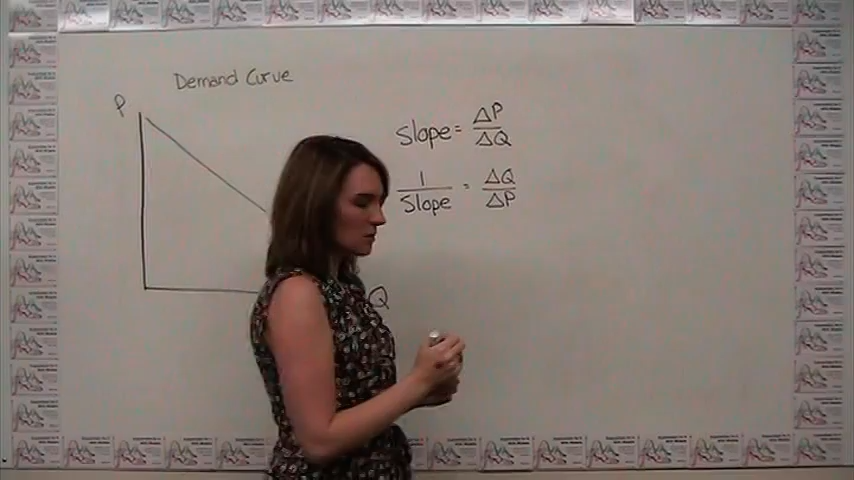 Demand Curve
P
Slope = ΔP/ΔQ
1/Slope = ΔQ/ΔP
Q